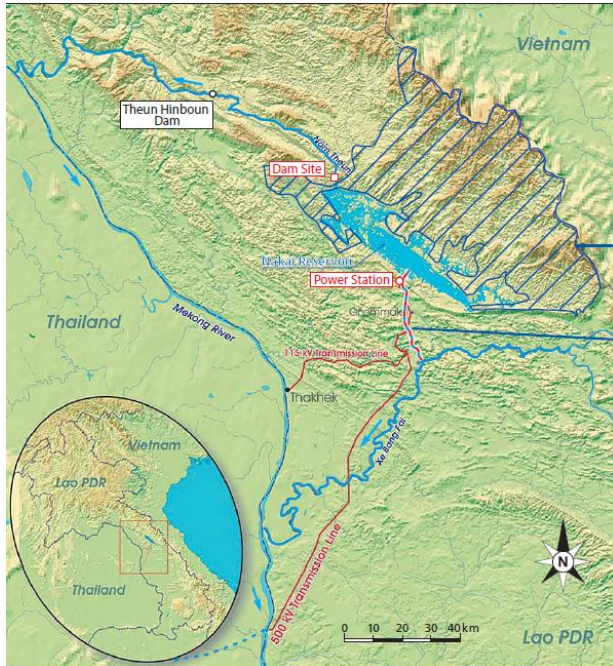 Vietnam
Theun Hinboun
Dam
Nam Theun
Dam Site
Nakai Reservoir
Power Station
Gnommalat
Thailand
Mekong River
115 kV Transmission Line
Thakhek
Xe Bang Fai
500 kV Transmission Line
Vietnam
Lao PDR
Thailand
N
0 10 20 30 40 km
Lao PDR